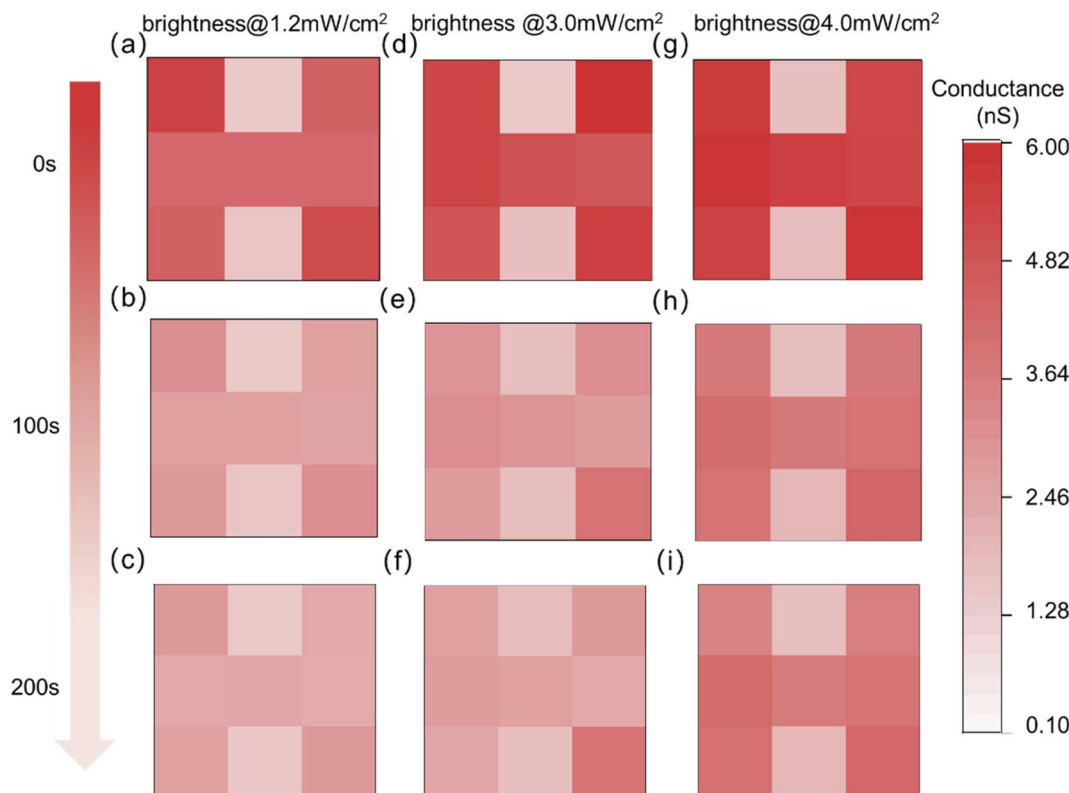 brightness@1.2mW/cm²
brightness @3.0mW/cm²
brightness@4.0mW/cm²
(a)
(d)
(g)
Conductance
(nS)
0s
6.00
4.82
(b)
(e)
(h)
3.64
100s
2.46
(c)
(f)
(i)
1.28
200s
0.10